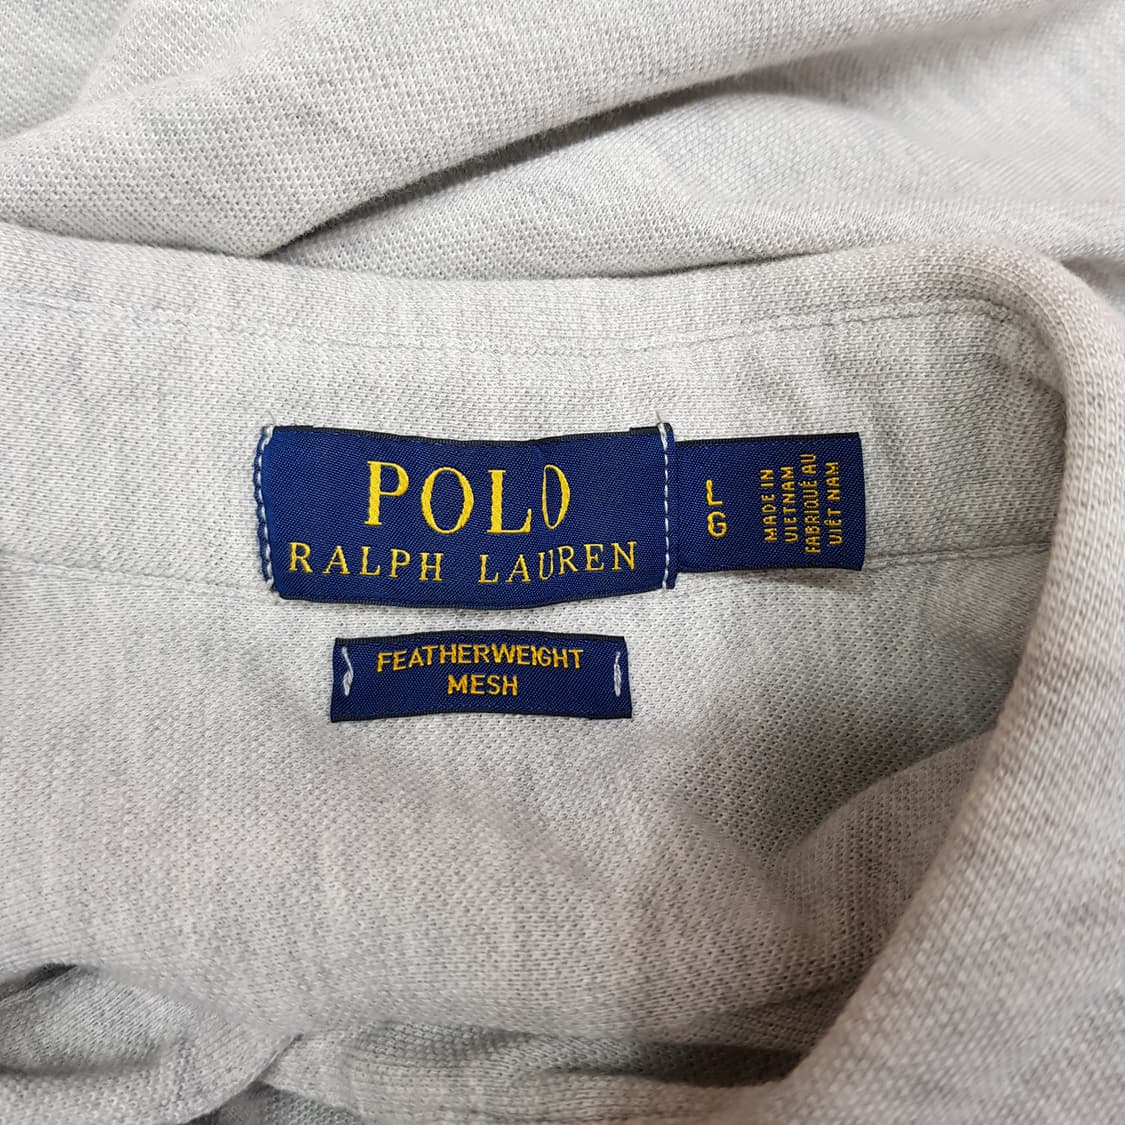 POLO
RALPH LAUREN
L
G
MADE IN
VIETNAM
FABRIQUÉ AU
VIÊT NAM
FEATHERWEIGHT
MESH